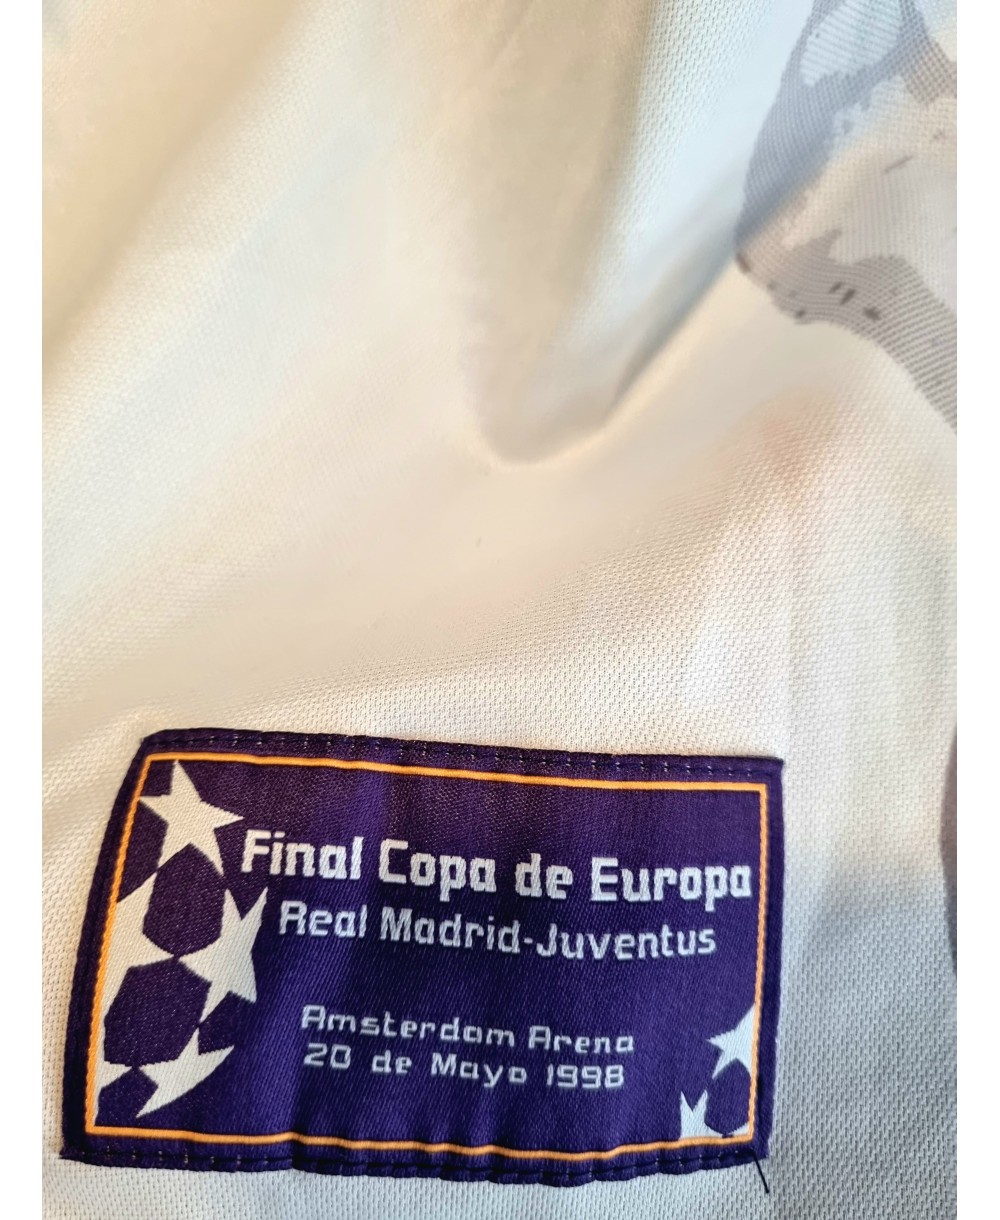 Final Copa de Europa
Real Madrid-Juventus
Amsterdam Arena
20 de Mayo 1998